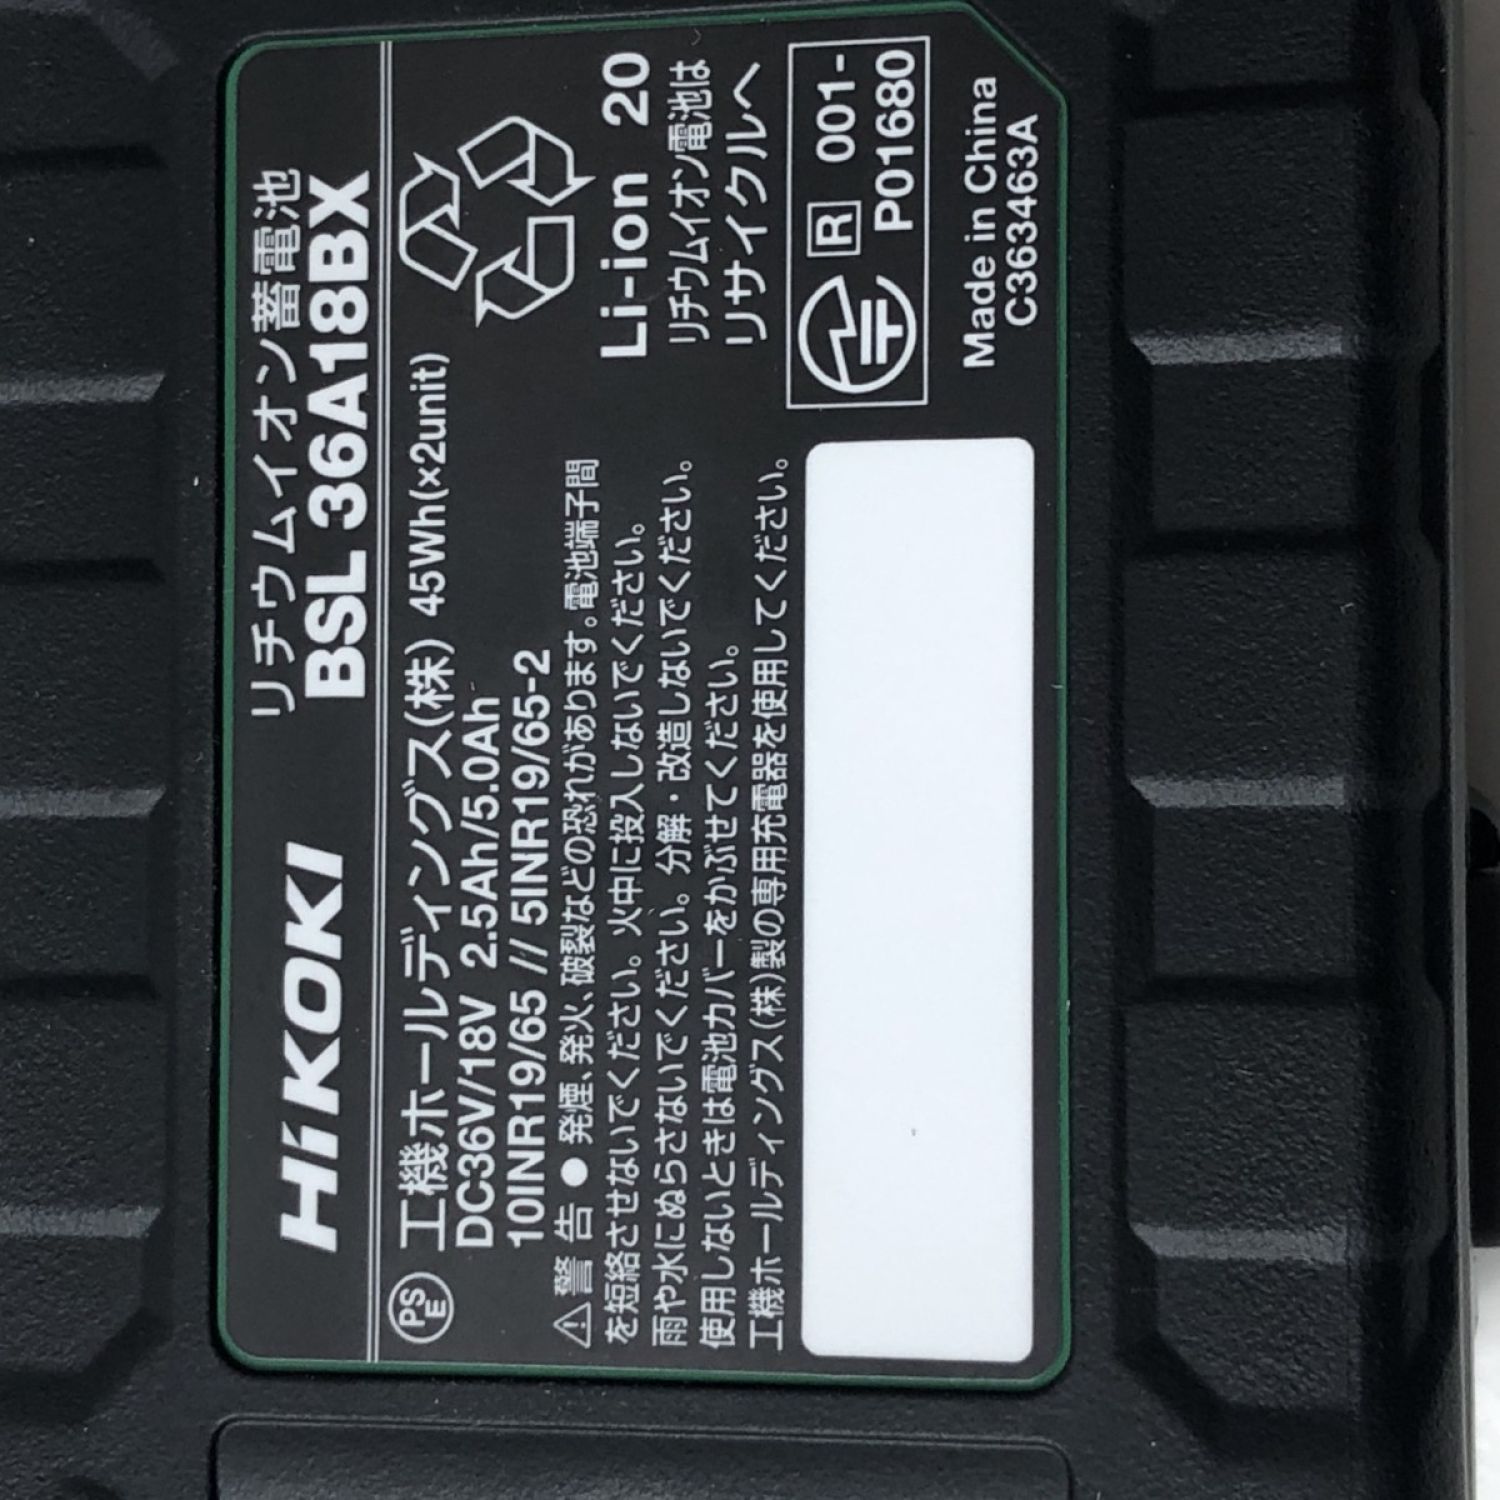 HiKOKI
リチウムイオン蓄電池
BSL 36A18BX
PSE 工機ホールディングス(株) 45Wh(×2unit)
DC36V/18V 2.5Ah/5.0Ah
10INR19/65 // 5INR19/65-2
⚠警告 ● 発煙、発火、破裂などの恐れがあります。電池端子間
を短絡させないでください。火中に投入しないでください。
雨や水にぬらさないでください。分解・改造しないでください。
使用しないときは電池カバーをかぶせてください。
工機ホールディングス(株)製の専用充電器を使用してください。
Li-ion 20
リチウムイオン電池は
リサイクルへ
R 001-
P01680
Made in China
C363463A